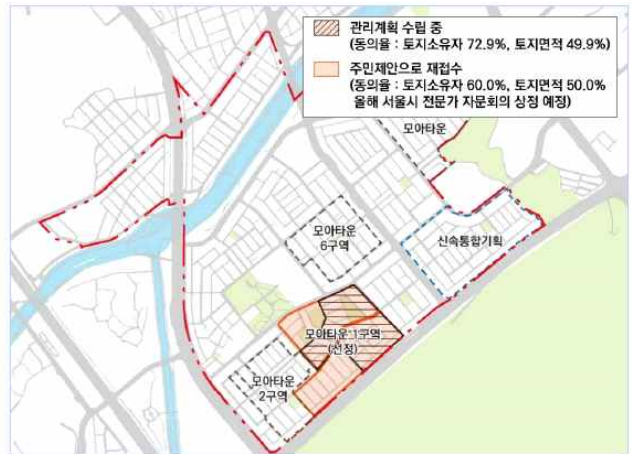 관리계획 수립 중
(동의율 : 토지소유자 72.9%, 토지면적 49.9%)
주민제안으로 재접수
(동의율 : 토지소유자 60.0%, 토지면적 50.0%
올해 서울시 전문가 자문회의 상정 예정)
모아타운
모아타운
6구역
신속통합기획
모아타운 1구역
(선정)
모아타운
2구역